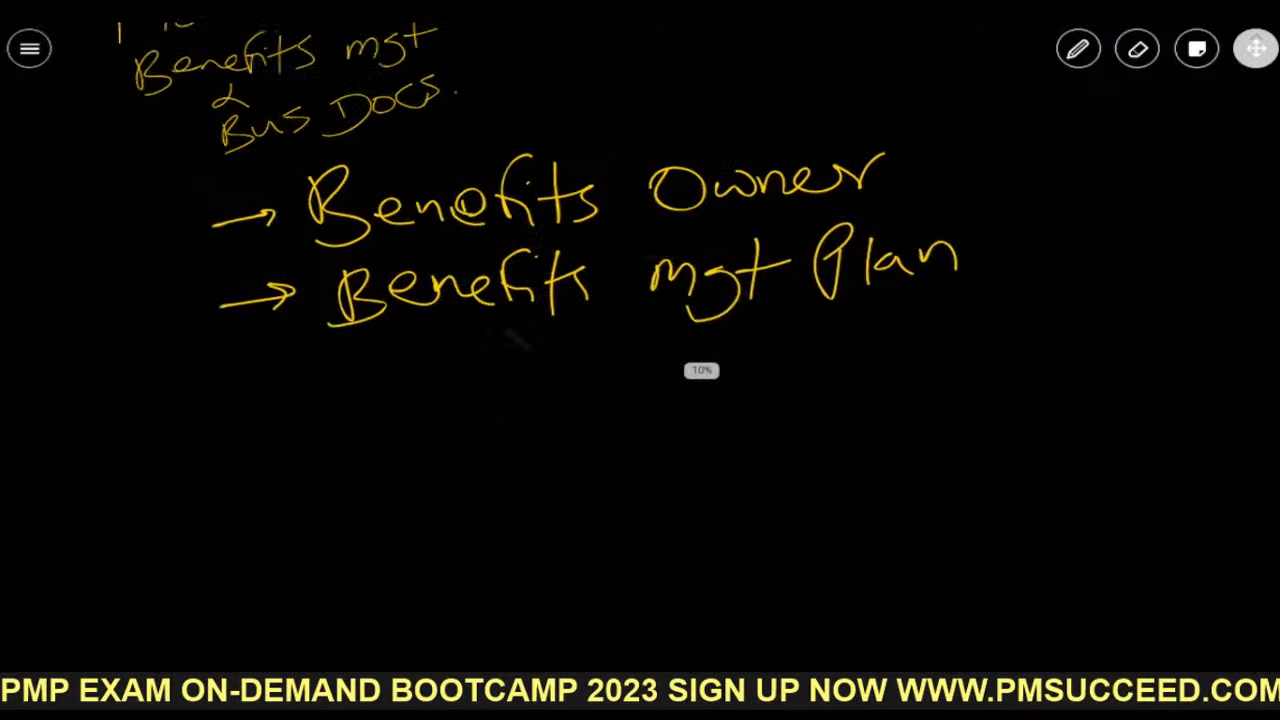 Benefits mgt
&
Bus Docs.
→ Benefits Owner
→ Benefits mgt Plan
10%
PMP EXAM ON-DEMAND BOOTCAMP 2023 SIGN UP NOW WWW.PMSUCCEED.COM